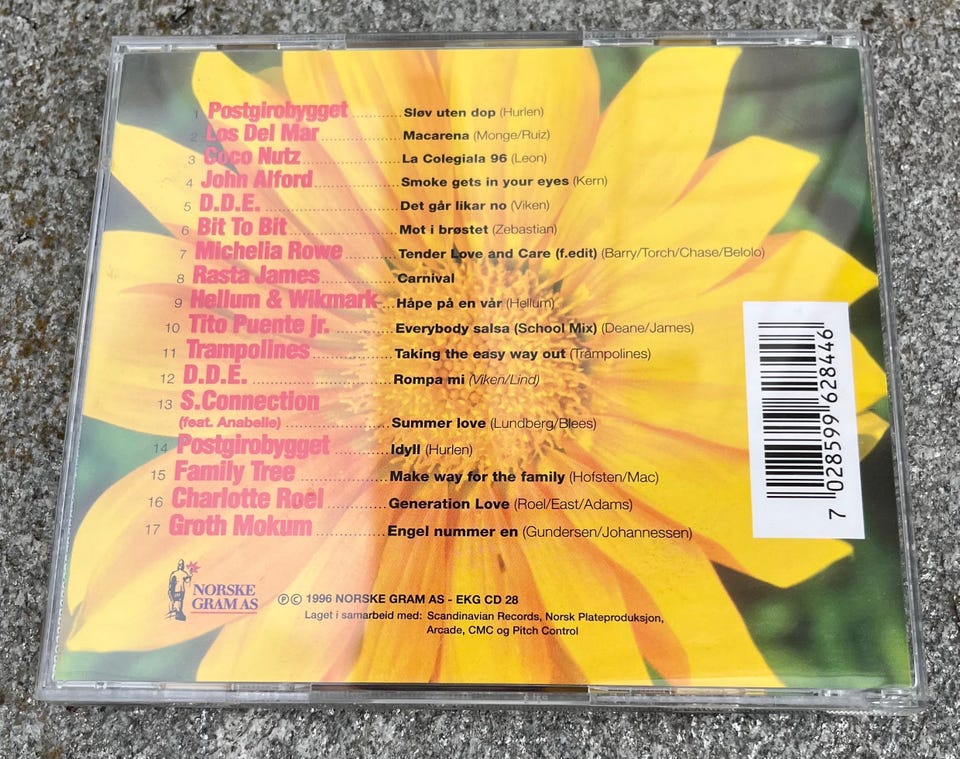 1 Postgirobygget ............ Sløv uten dop (Hurlen)
2 Los Del Mar .................... Macarena (Monge/Ruiz)
3 Coco Nutz ....................... La Colegiala 96 (Leon)
4 John Alford..................... Smoke gets in your eyes (Kern)
5 D.D.E. ................................. Det går likar no (Viken)
6 Bit To Bit ........................... Mot i brøstet (Zebastian)
7 Michelia Rowe .............. Tender Love and Care (f.edit) (Barry/Torch/Chase/Belolo)
8 Rasta James .................. Carnival
9 Hellum & Wikmark ... Håpe på en vår (Hellum)
10 Tito Puente jr. ................ Everybody salsa (School Mix) (Deane/James)
11 Trampolines .................... Taking the easy way out (Trampolines)
12 D.D.E. ................................. Rompa mi (Viken/Lind)
13 S.Connection
(feat. Anabelle) ........................... Summer love (Lundberg/Blees)
14 Postgirobygget .............. Idyll (Hurlen)
15 Family Tree ...................... Make way for the family (Hofsten/Mac)
16 Charlotte Roel ............... Generation Love (Roel/East/Adams)
17 Groth Mokum .................. Engel nummer en (Gundersen/Johannessen)
NORSKE
GRAM AS
℗© 1996 NORSKE GRAM AS - EKG CD 28
Laget i samarbeid med: Scandinavian Records, Norsk Plateproduksjon,
Arcade, CMC og Pitch Control
7 028599 628446